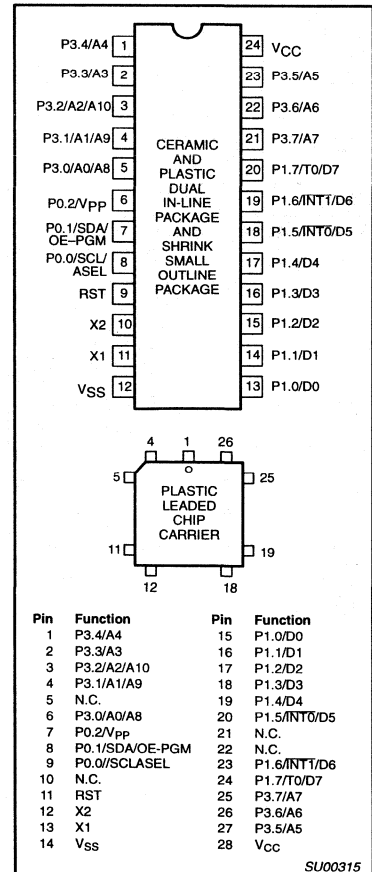 P3.4/A4 1 24 VCC
P3.3/A3 2 23 P3.5/A5
P3.2/A2/A10 3 22 P3.6/A6
P3.1/A1/A9 4 21 P3.7/A7
P3.0/A0/A8 5 20 P1.7/T0/D7
P0.2/VPP 6 19 P1.6/INT1/D6
P0.1/SDA/
OE–PGM 7 18 P1.5/INT0/D5
P0.0/SCL/
ASEL 8 17 P1.4/D4
RST 9 16 P1.3/D3
X2 10 15 P1.2/D2
X1 11 14 P1.1/D1
VSS 12 13 P1.0/D0
CERAMIC
AND
PLASTIC
DUAL
IN-LINE
PACKAGE
AND
SHRINK
SMALL
OUTLINE
PACKAGE
4 1 26
5 25
PLASTIC
LEADED
CHIP
CARRIER
11 19
12 18
Pin Function Pin Function
1 P3.4/A4 15 P1.0/D0
2 P3.3/A3 16 P1.1/D1
3 P3.2/A2/A10 17 P1.2/D2
4 P3.1/A1/A9 18 P1.3/D3
5 N.C. 19 P1.4/D4
6 P3.0/A0/A8 20 P1.5/INT0/D5
7 P0.2/VPP 21 N.C.
8 P0.1/SDA/OE-PGM 22 N.C.
9 P0.0//SCLASEL 23 P1.6/INT1/D6
10 N.C. 24 P1.7/T0/D7
11 RST 25 P3.7/A7
12 X2 26 P3.6/A6
13 X1 27 P3.5/A5
14 VSS 28 VCC
SU00315